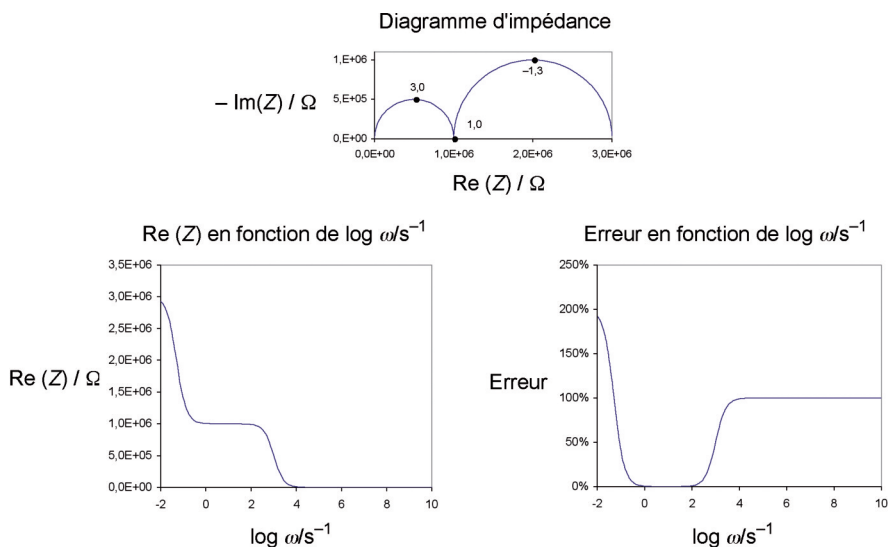 Diagramme d'impédance
1,0E+06
5,0E+05
0,0E+00
– Im(Z) / Ω
3,0
–1,3
1,0
0,0E+00 1,0E+06 2,0E+06 3,0E+06
Re (Z) / Ω
Re (Z) en fonction de log ω/s⁻¹
3,5E+06
3,0E+06
2,5E+06
2,0E+06
1,5E+06
1,0E+06
5,0E+05
0,0E+00
Re (Z) / Ω
-2 0 2 4 6 8 10
log ω/s⁻¹
Erreur en fonction de log ω/s⁻¹
250%
200%
150%
100%
50%
0%
Erreur
-2 0 2 4 6 8 10
log ω/s⁻¹